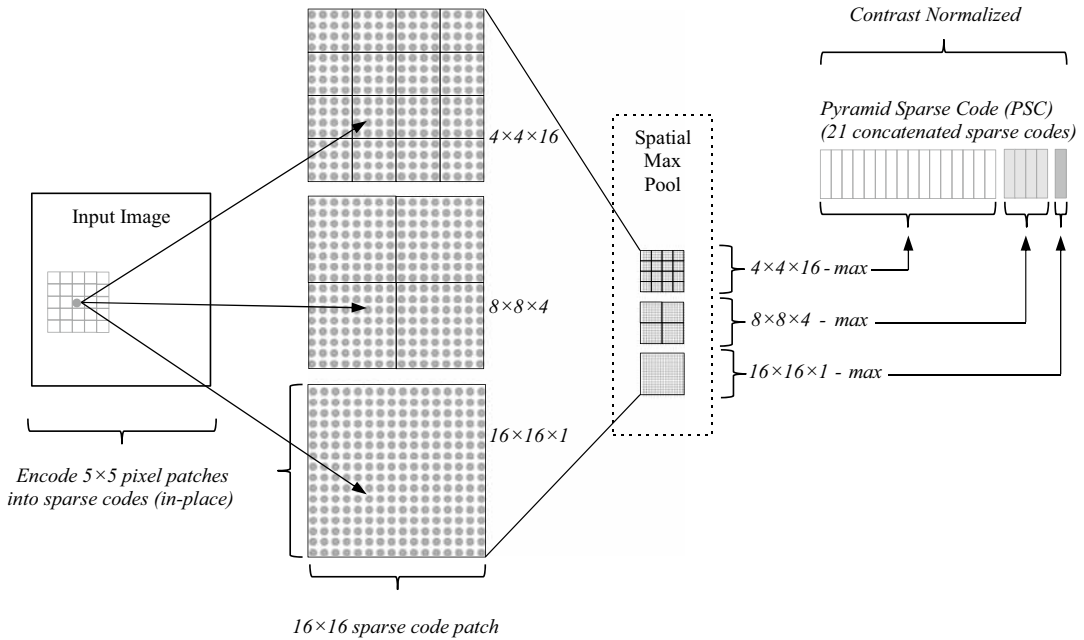 Contrast Normalized
Pyramid Sparse Code (PSC)
(21 concatenated sparse codes)
4×4×16
Spatial
Max
Pool
Input Image
4×4×16 - max
8×8×4
8×8×4 - max
16×16×1 - max
16×16×1
Encode 5×5 pixel patches
into sparse codes (in-place)
16×16 sparse code patch